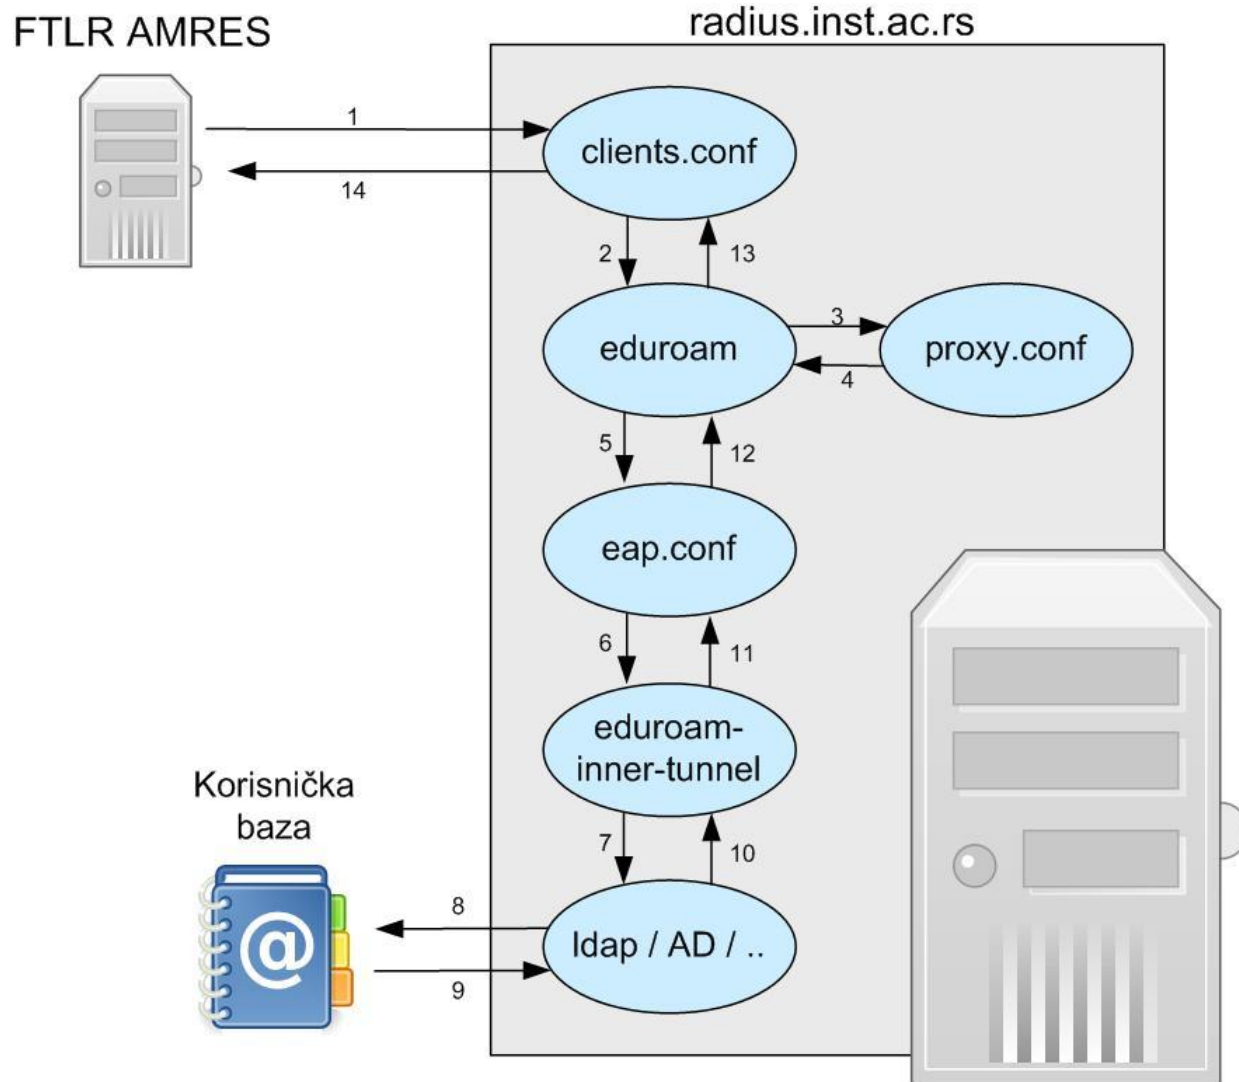 FTLR AMRES
radius.inst.ac.rs
1
clients.conf
14
2
13
eduroam
3
proxy.conf
4
5
12
eap.conf
6
11
eduroam-
inner-tunnel
Korisnička
baza
7
10
8
ldap / AD / ..
@
9